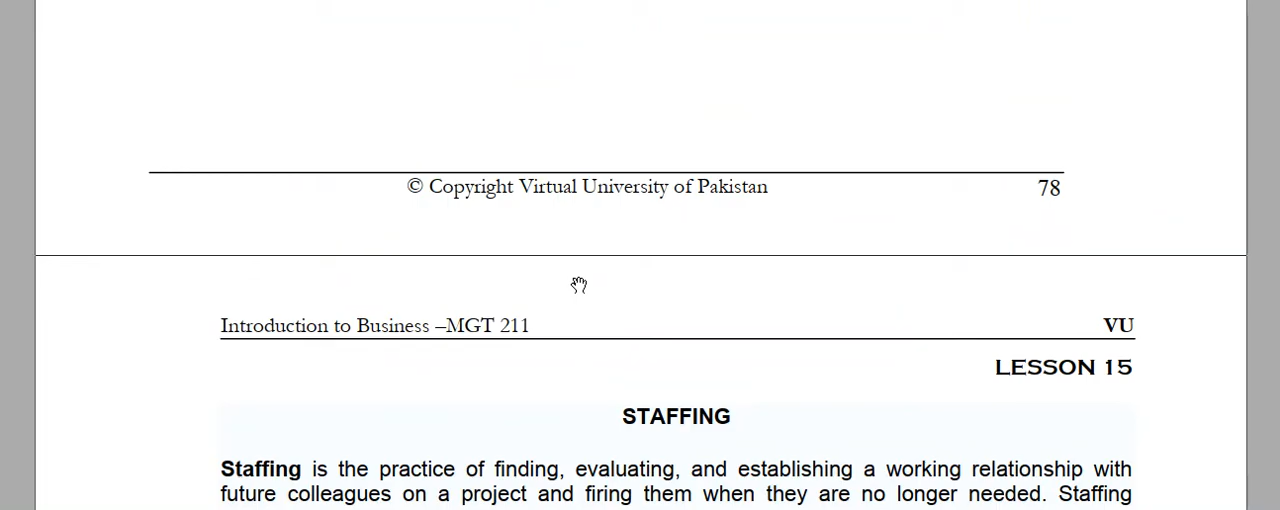 © Copyright Virtual University of Pakistan 78
Introduction to Business –MGT 211 VU
LESSON 15
STAFFING
Staffing is the practice of finding, evaluating, and establishing a working relationship with
future colleagues on a project and firing them when they are no longer needed. Staffing